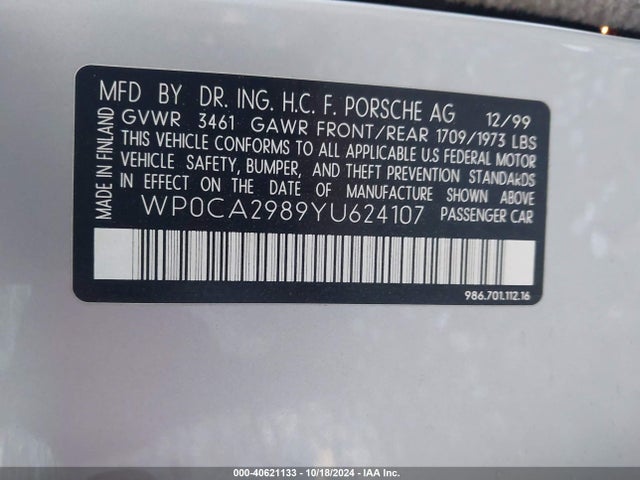 MFD BY DR. ING. H.C. F. PORSCHE AG 12/99
GVWR 3461 GAWR FRONT/REAR 1709/1973 LBS
THIS VEHICLE CONFORMS TO ALL APPLICABLE U.S FEDERAL MOTOR
VEHICLE SAFETY, BUMPER, AND THEFT PREVENTION STANDARDS
IN EFFECT ON THE DATE OF MANUFACTURE SHOWN ABOVE
WP0CA2989YU624107 PASSENGER CAR
MADE IN FINLAND
986.701.112.16
000-40621133 - 10/18/2024 - IAA Inc.